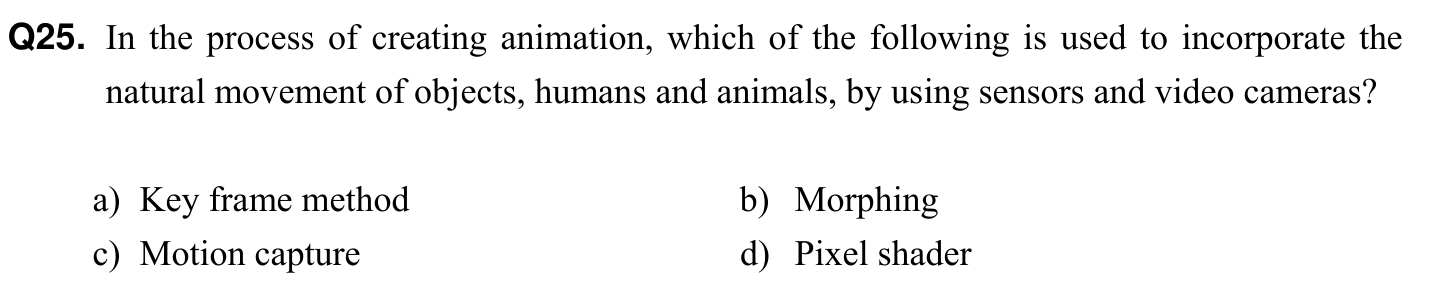 Q25. In the process of creating animation, which of the following is used to incorporate the
natural movement of objects, humans and animals, by using sensors and video cameras?
a) Key frame method b) Morphing
c) Motion capture d) Pixel shader